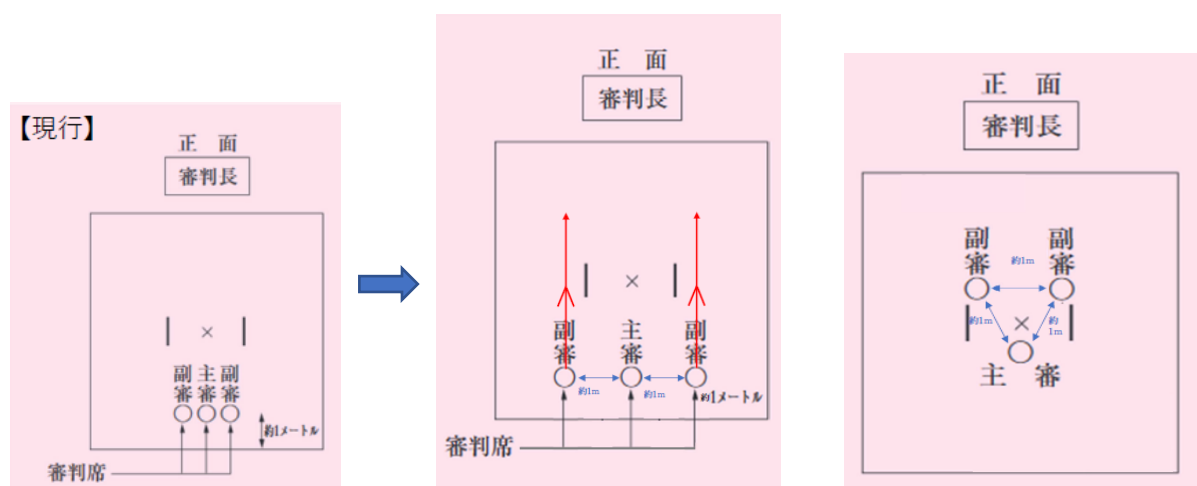 【現行】
正 面
審判長
副審
主審
副審
約1メートル
審判席
正 面
審判長
副審
主審
副審
約1m
約1m
約1メートル
審判席
正 面
審判長
副審
副審
約1m
約1m
約1m
主 審